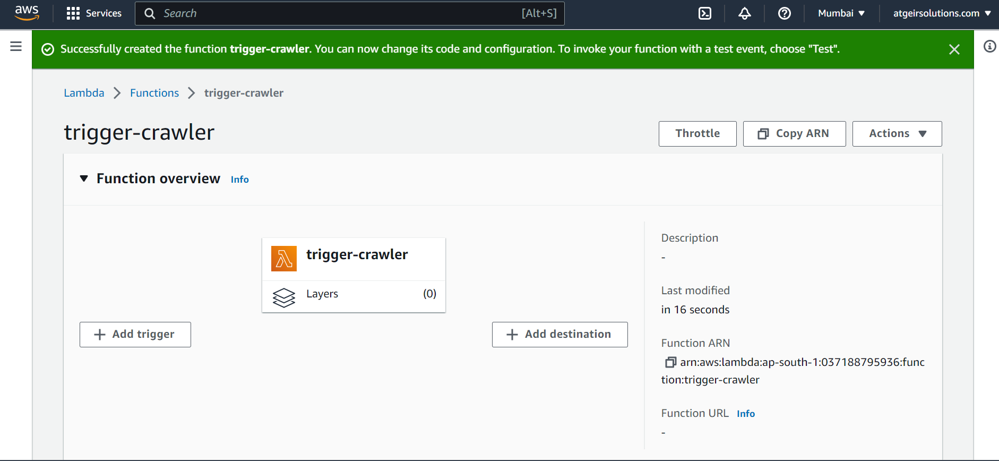 aws Services Search [Alt+S] Mumbai atgeirsolutions.com
Successfully created the function trigger-crawler. You can now change its code and configuration. To invoke your function with a test event, choose "Test".
Lambda Functions trigger-crawler
trigger-crawler
Throttle Copy ARN Actions
Function overview Info
trigger-crawler
Layers (0)
Add trigger
Add destination
Description
-
Last modified
in 16 seconds
Function ARN
arn:aws:lambda:ap-south-1:037188795936:func
tion:trigger-crawler
Function URL Info
-